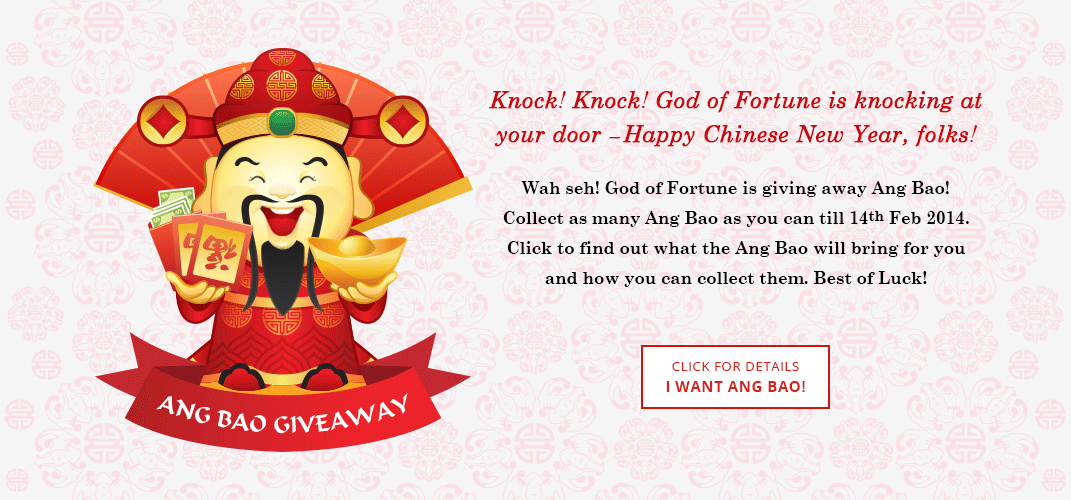 Knock! Knock! God of Fortune is knocking at
your door –Happy Chinese New Year, folks!
Wah seh! God of Fortune is giving away Ang Bao!
Collect as many Ang Bao as you can till 14th Feb 2014.
Click to find out what the Ang Bao will bring for you
and how you can collect them. Best of Luck!
CLICK FOR DETAILS
I WANT ANG BAO!
福
ANG BAO GIVEAWAY